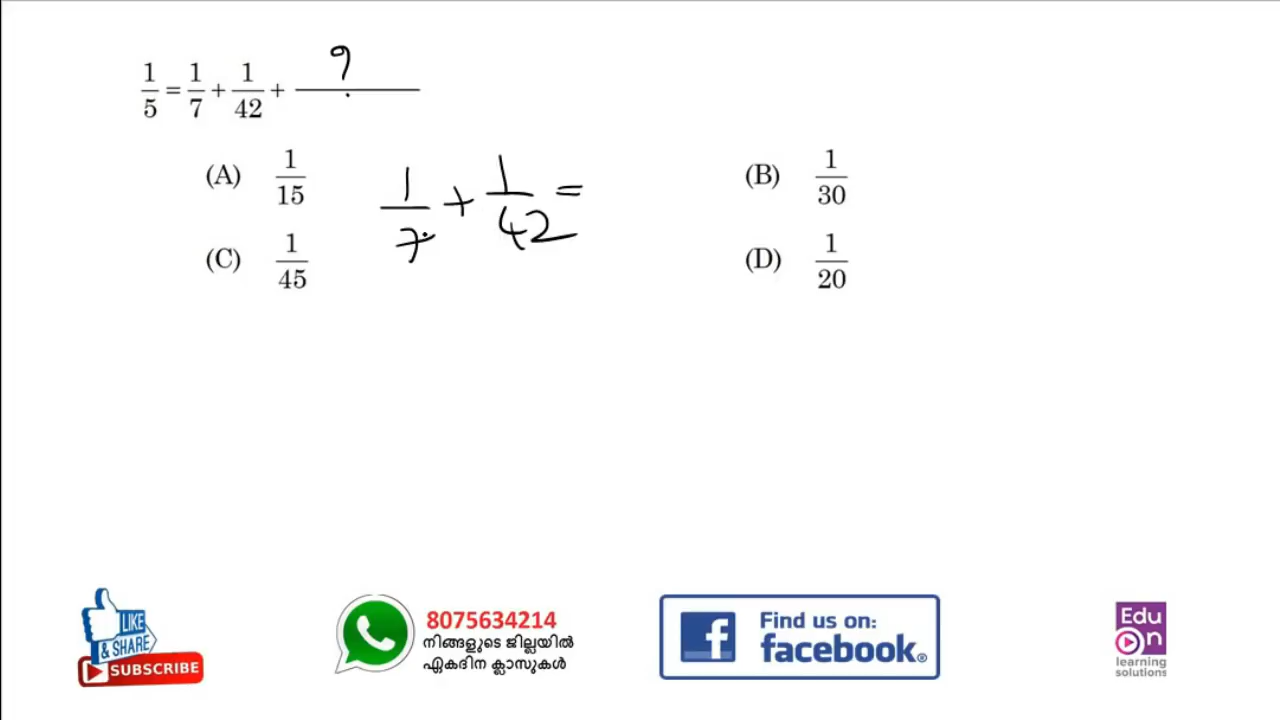 1/5 = 1/7 + 1/42 + ?
(A) 1/15
(B) 1/30
1/7 + 1/42 =
(C) 1/45
(D) 1/20
LIKE
& SHARE
SUBSCRIBE
8075634214
നിങ്ങളുടെ ജില്ലയിൽ
ഏകദിന ക്ലാസുകൾ
f
Find us on:
facebook®
Edu
On
learning
solutions